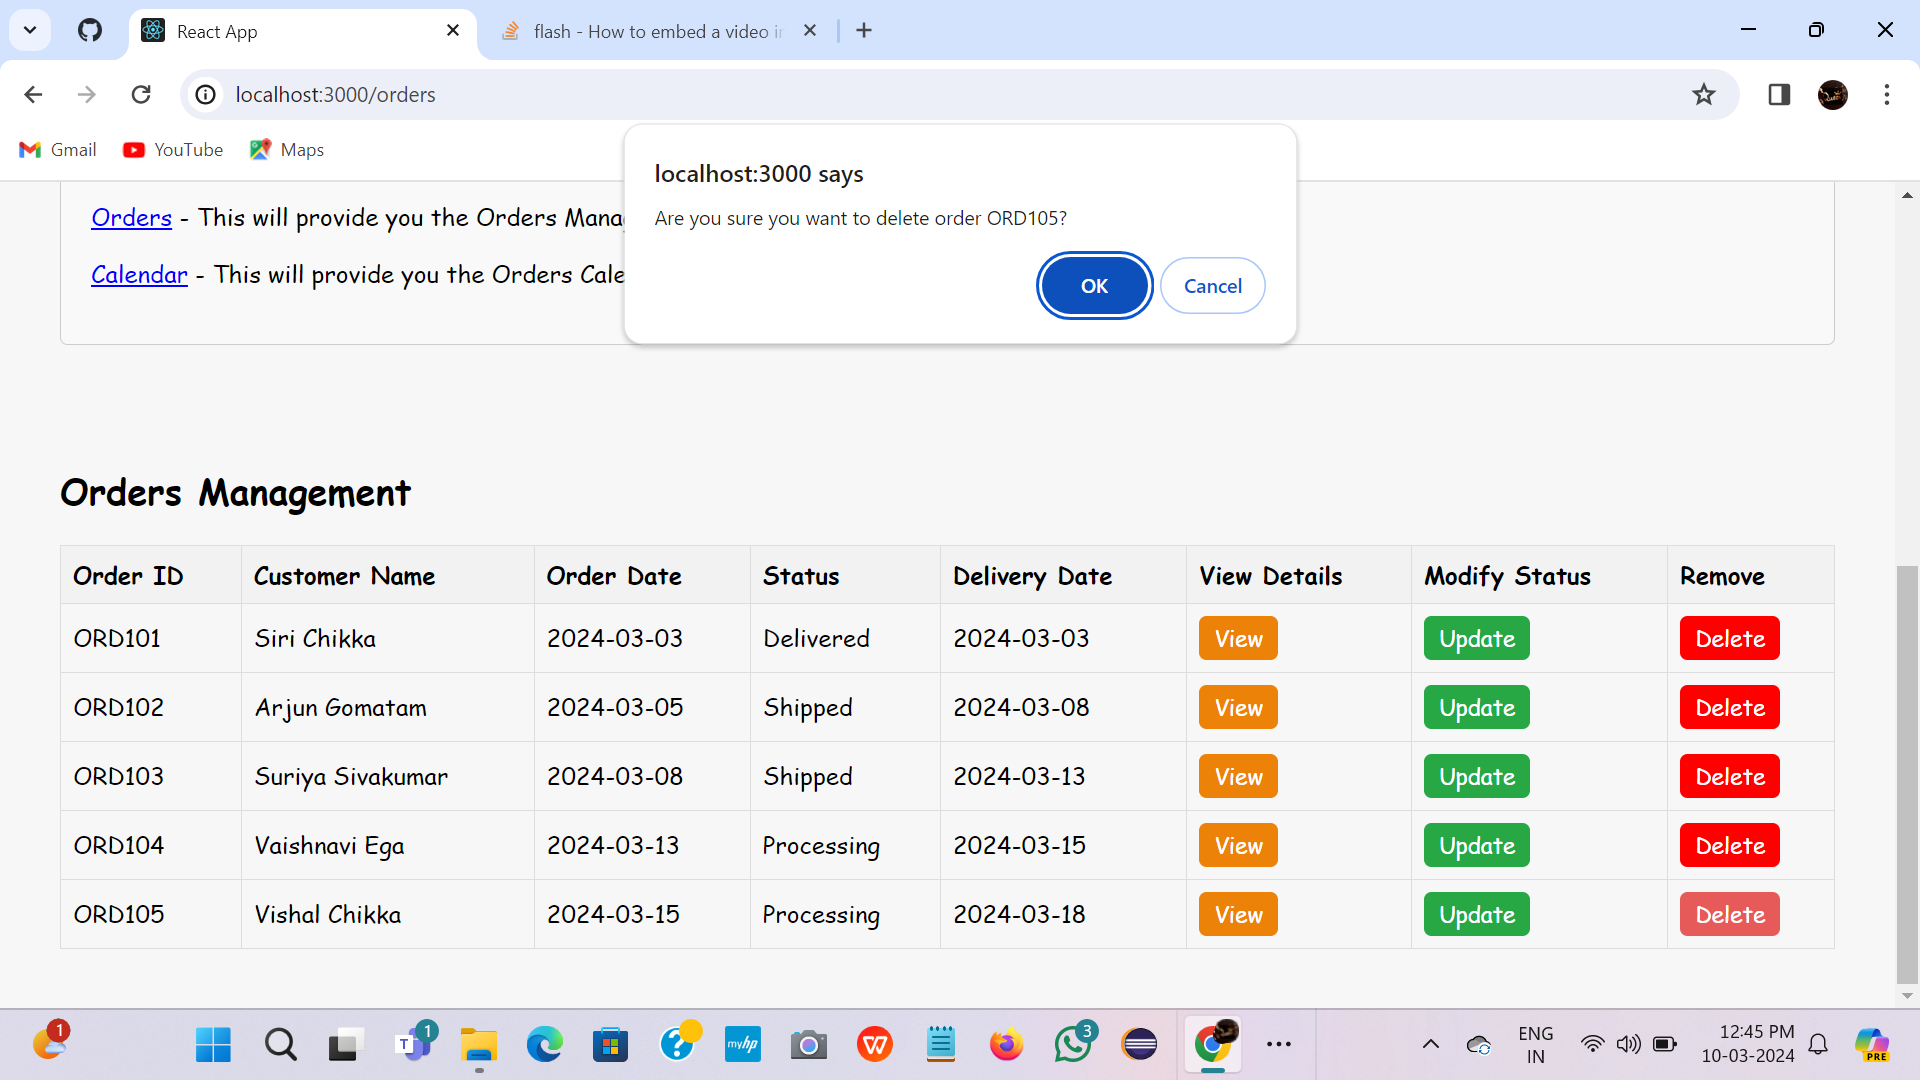 React App
flash - How to embed a video in
localhost:3000/orders
Gmail YouTube Maps
localhost:3000 says
Are you sure you want to delete order ORD105?
OK Cancel
Orders - This will provide you the Orders
Calendar - This will provide you the Orders
Orders Management
Order ID Customer Name Order Date Status Delivery Date View Details Modify Status Remove
ORD101 Siri Chikka 2024-03-03 Delivered 2024-03-03 View Update Delete
ORD102 Arjun Gomatam 2024-03-05 Shipped 2024-03-08 View Update Delete
ORD103 Suriya Sivakumar 2024-03-08 Shipped 2024-03-13 View Update Delete
ORD104 Vaishnavi Ega 2024-03-13 Processing 2024-03-15 View Update Delete
ORD105 Vishal Chikka 2024-03-15 Processing 2024-03-18 View Update Delete
1
T
1
?
myhp
W
3
ENG
IN
12:45 PM
10-03-2024
PRE